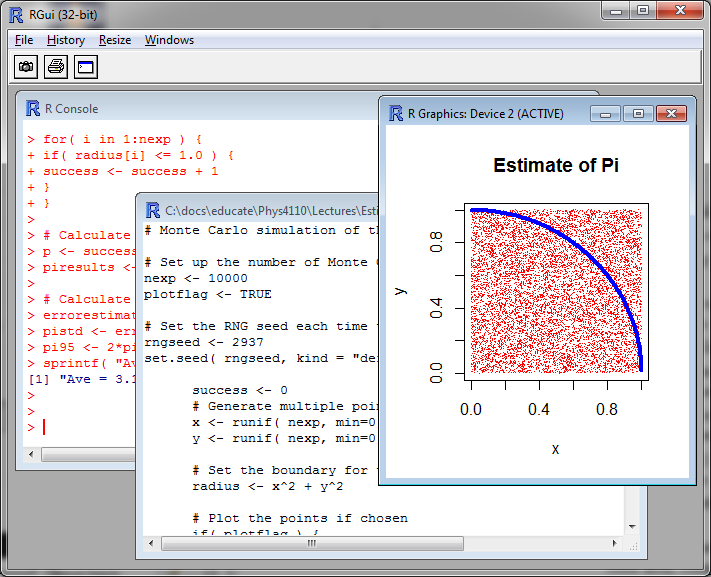 RGui (32-bit)
File History Resize Windows
R Console
> for( i in 1:nexp ) {
+ if( radius[i] <= 1.0 ) {
+ success <- success + 1
+ }
+ }
>
> # Calculate
> p <- success
> piresults <-
>
> # Calculate
> errorestimat
> pistd <- err
> pi95 <- 2*pi
> sprintf( "Av
[1] "Ave = 3.1
>
>
>
C:\docs\educate\Phys4110\Lectures\Esti
# Monte Carlo simulation of th
# Set up the number of Monte C
nexp <- 10000
plotflag <- TRUE
# Set the RNG seed each time
rngseed <- 2937
set.seed( rngseed, kind = "de
success <- 0
# Generate multiple poi
x <- runif( nexp, min=0
y <- runif( nexp, min=0
# Set the boundary for
radius <- x^2 + y^2
# Plot the points if chosen
if( plotflag ) {
R Graphics: Device 2 (ACTIVE)
Estimate of Pi
y
0.8
0.4
0.0
0.0 0.4 0.8
x